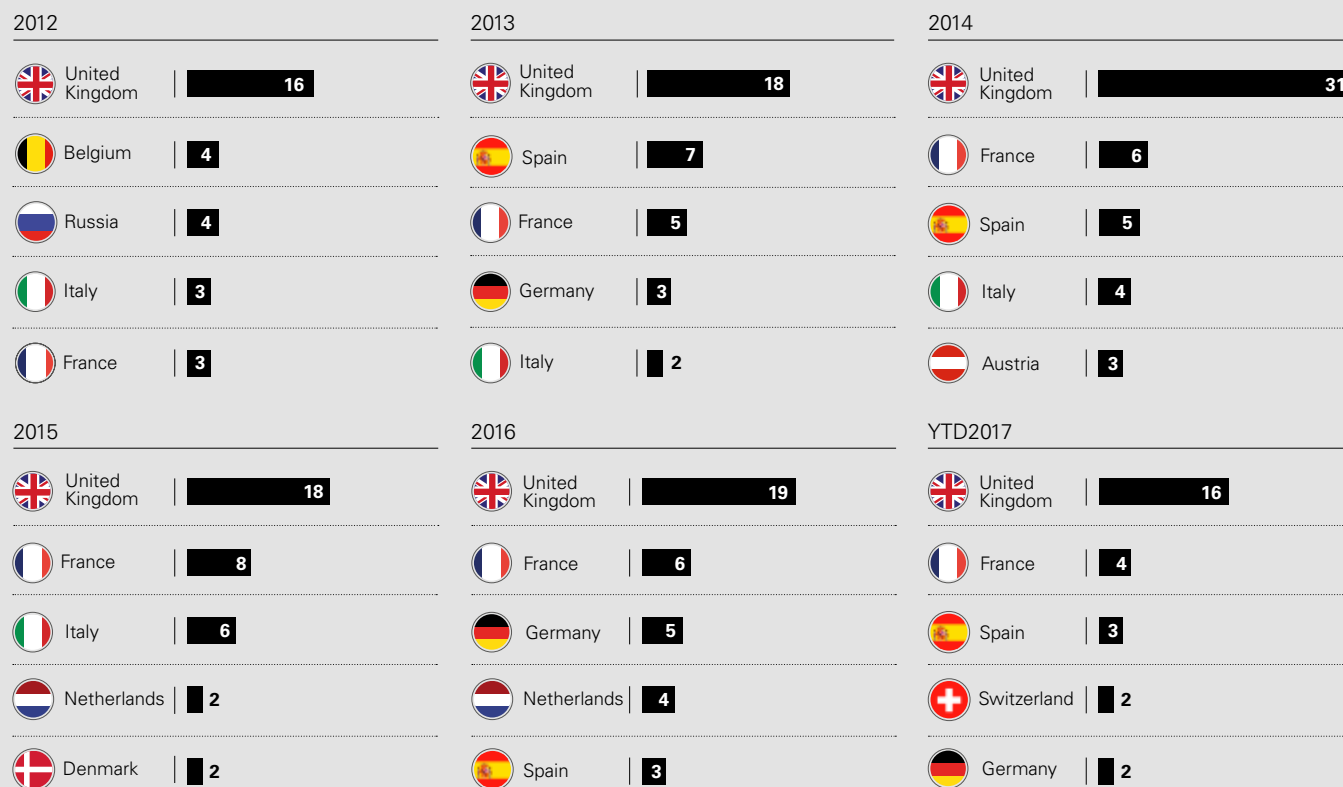 2012
United
Kingdom
16
Belgium
4
Russia
4
Italy
3
France
3
2013
United
Kingdom
18
Spain
7
France
5
Germany
3
Italy
2
2014
United
Kingdom
31
France
6
Spain
5
Italy
4
Austria
3
2015
United
Kingdom
18
France
8
Italy
6
Netherlands
2
Denmark
2
2016
United
Kingdom
19
France
6
Germany
5
Netherlands
4
Spain
3
YTD2017
United
Kingdom
16
France
4
Spain
3
Switzerland
2
Germany
2